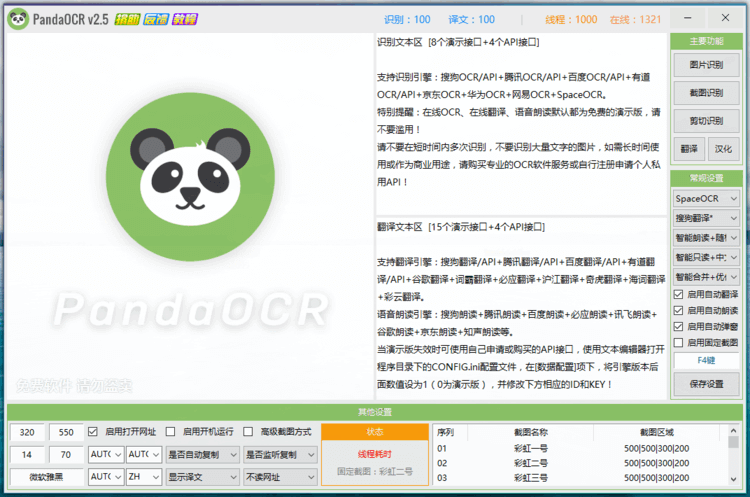 PandaOCR v2.5 捐助 反馈 教程
识别：100 译文：100 | 线程：1000 在线：1321
PandaOCR
免费软件 请勿盗卖
识别文本区 [8个演示接口+4个API接口]
支持识别引擎：搜狗OCR/API+腾讯OCR/API+百度OCR/API+有道
OCR/API+京东OCR+华为OCR+网易OCR+SpaceOCR。
特别提醒：在线OCR、在线翻译、语音朗读默认都为免费的演示版，请
不要滥用！
请不要在短时间内多次识别，不要识别大量文字的图片，如需长时间使
用或作为商业用途，请购买专业的OCR软件服务或自行注册申请个人私
用API！
翻译文本区 [15个演示接口+4个API接口]
支持翻译引擎：搜狗翻译/API+腾讯翻译/API+百度翻译/API+有道翻
译/API+谷歌翻译+词霸翻译+必应翻译+沪江翻译+奇虎翻译+海词翻译
+彩云翻译。
语音朗读引擎：搜狗朗读+腾讯朗读+百度朗读+必应朗读+讯飞朗读+
谷歌朗读+京东朗读+知声朗读等。
当演示版失效时可使用自己申请或购买的API接口，使用文本编辑器打开
程序目录下的CONFIG.ini配置文件，在[数据配置]项下，将引擎版本后
面数值设为1（0为演示版），并修改下方相应的ID和KEY！
主要功能
图片识别
截图识别
剪切识别
翻译 汉化
常规设置
SpaceOCR
搜狗翻译*
智能朗读+随
智能只读+中
智能合并+优
启用自动翻译
启用自动朗读
启用自动弹窗
启用固定截图
F4键
保存设置
其他设置
320 550 启用打开网址 启用开机运行 高级截图方式
14 70 AUTO AUTO 是否自动复制 是否监听复制
微软雅黑 AUTO ZH 显示译文 不读网址
状态
线程耗时
固定截图：彩虹二号
序列 截图名称 截图区域
01 彩虹一号 500|500|300|200
02 彩虹二号 500|500|300|200
03 彩虹三号 500|500|300|200